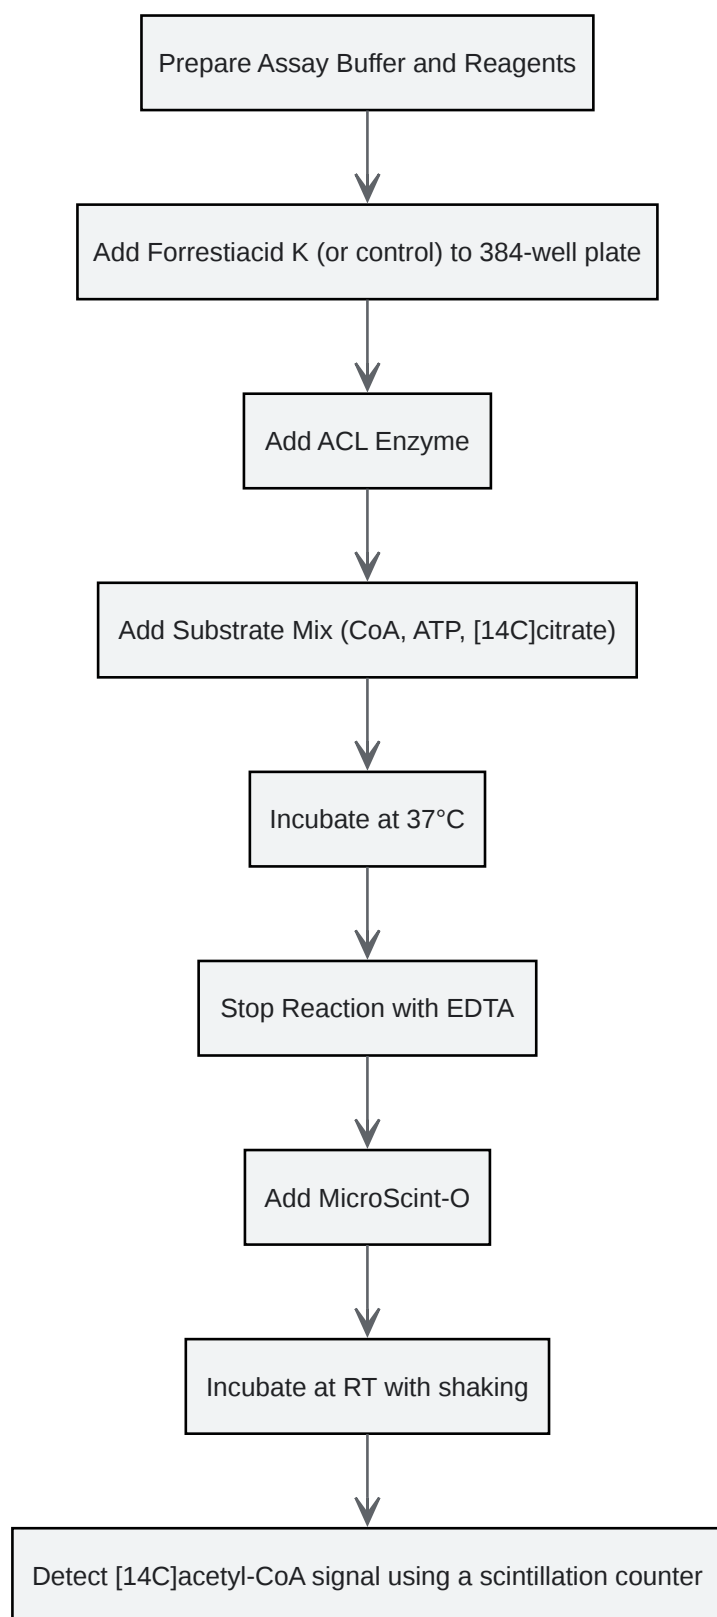 Prepare Assay Buffer and Reagents
Add Forrestiacid K (or control) to 384-well plate
Add ACL Enzyme
Add Substrate Mix (CoA, ATP, [14C]citrate)
Incubate at 37°C
Stop Reaction with EDTA
Add MicroScint-O
Incubate at RT with shaking
Detect [14C]acetyl-CoA signal using a scintillation counter